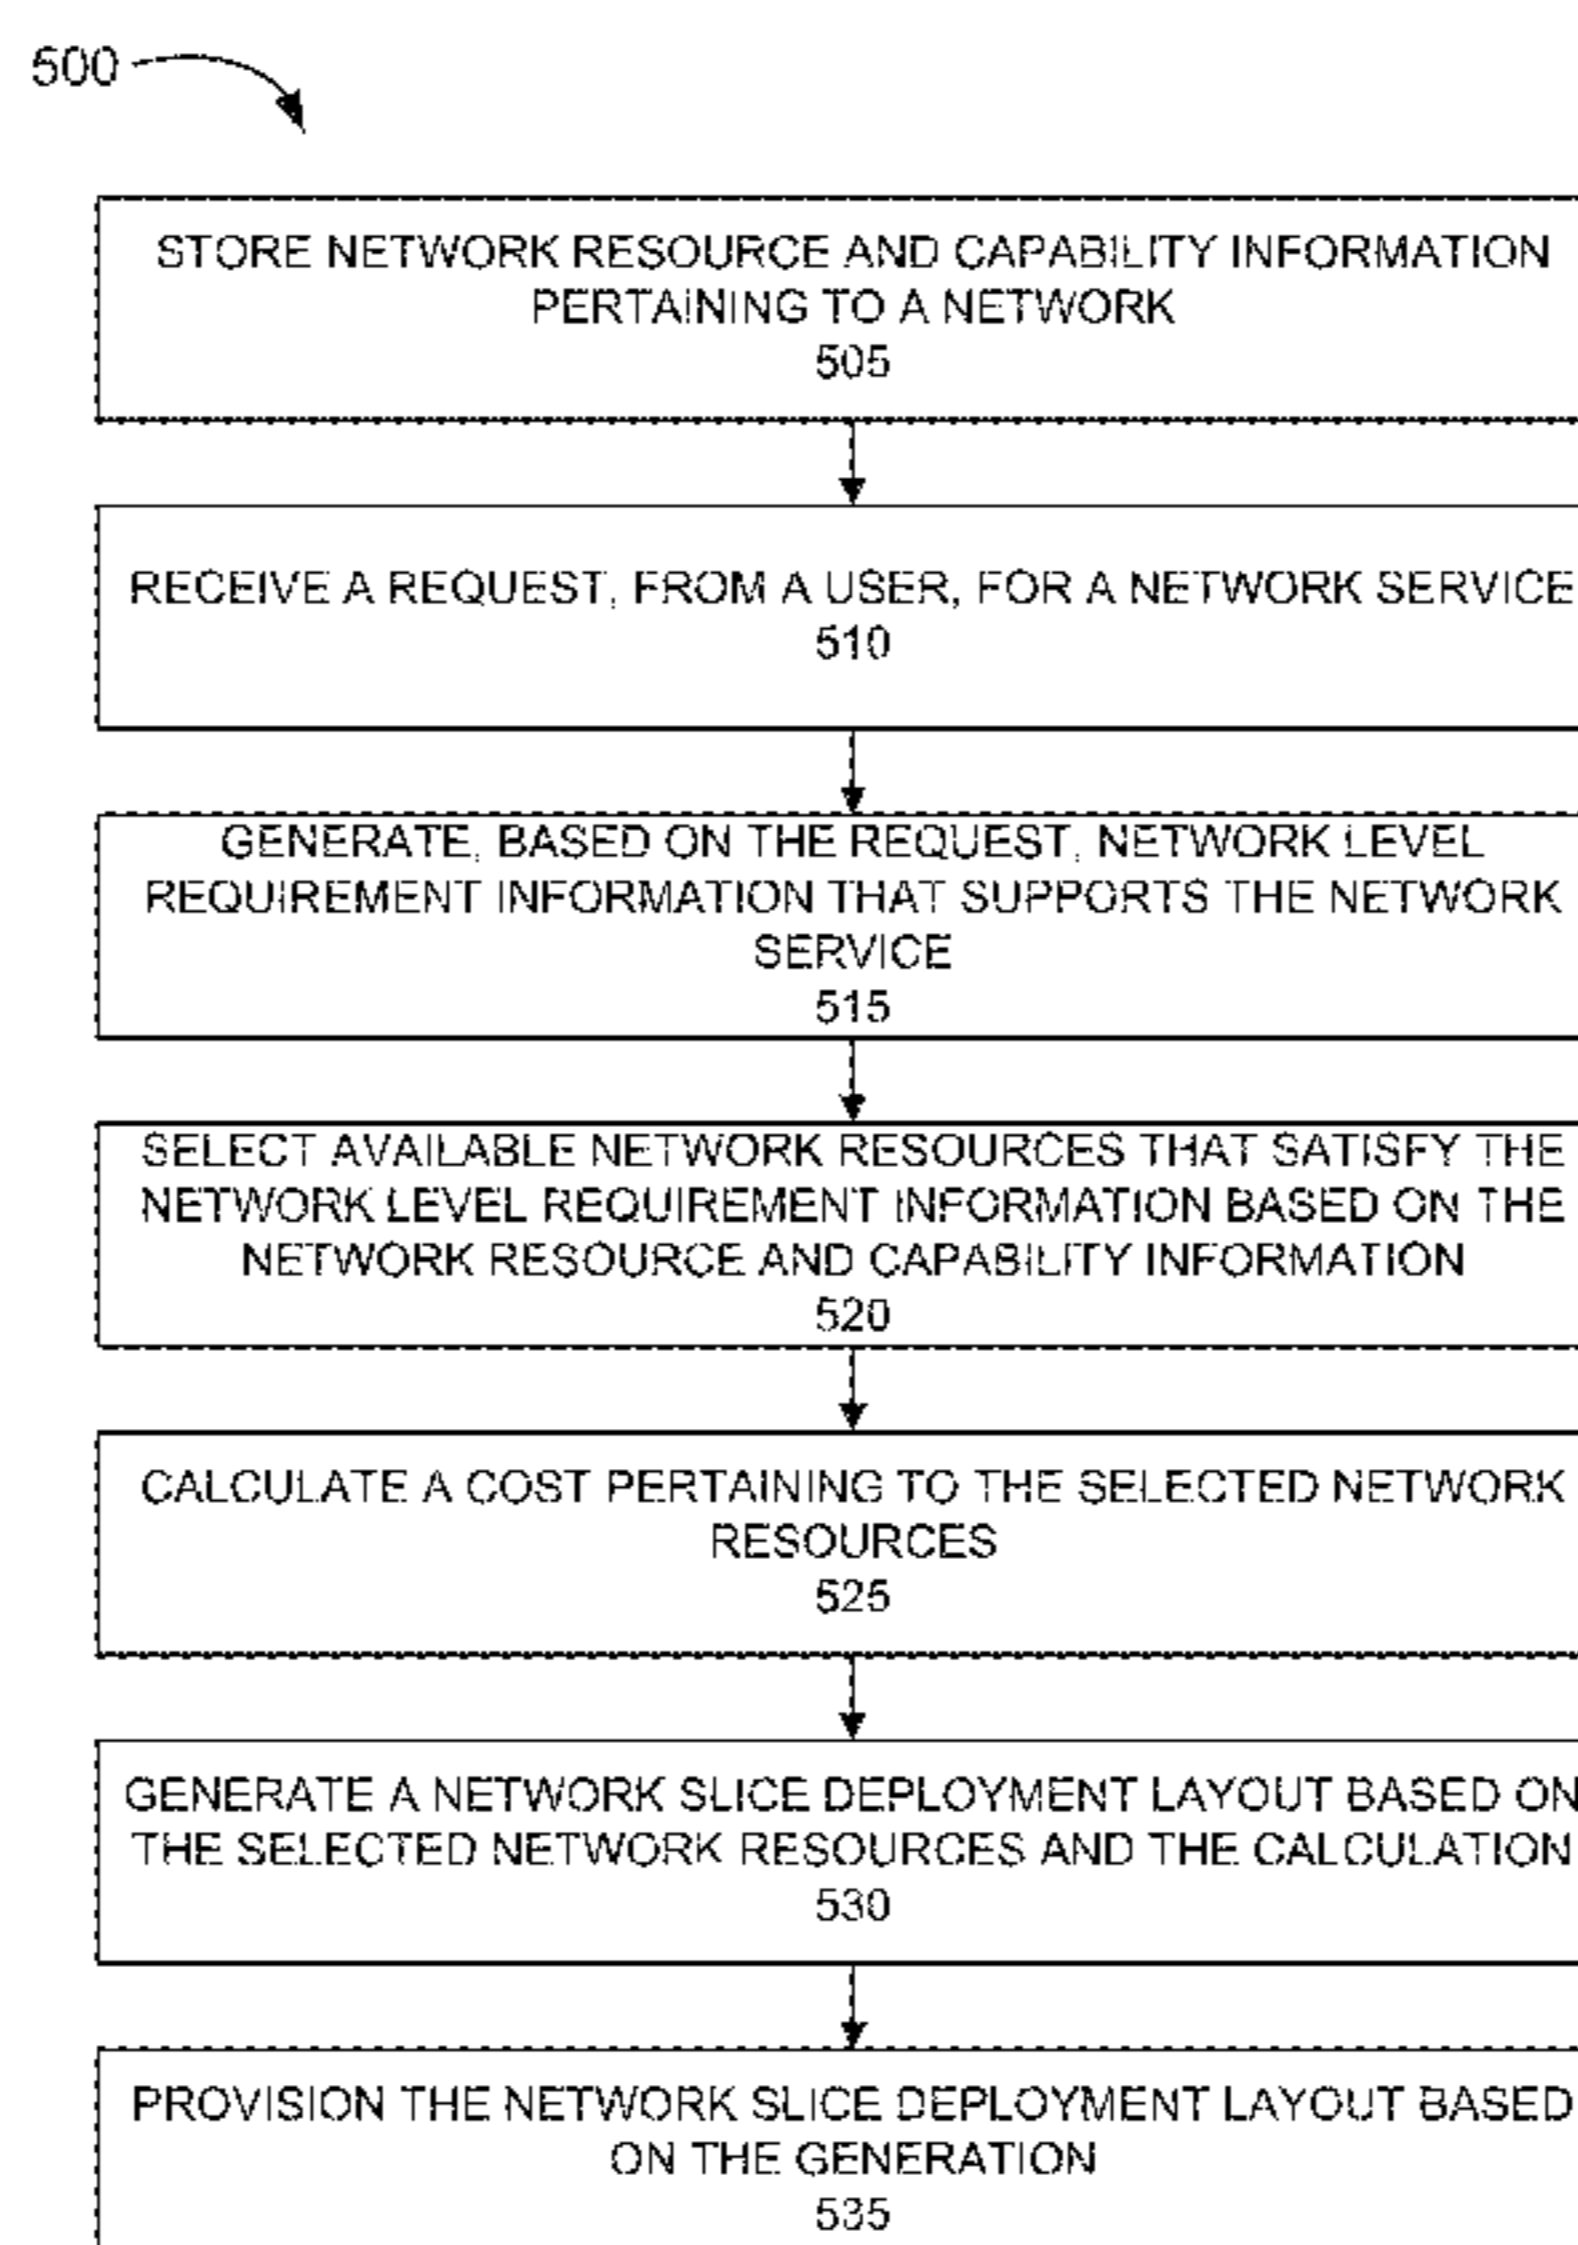 500
STORE NETWORK RESOURCE AND CAPABILITY INFORMATION
PERTAINING TO A NETWORK
505
RECEIVE A REQUEST, FROM A USER, FOR A NETWORK SERVICE
510
GENERATE, BASED ON THE REQUEST, NETWORK LEVEL
REQUIREMENT INFORMATION THAT SUPPORTS THE NETWORK
SERVICE
515
SELECT AVAILABLE NETWORK RESOURCES THAT SATISFY THE
NETWORK LEVEL REQUIREMENT INFORMATION BASED ON THE
NETWORK RESOURCE AND CAPABILITY INFORMATION
520
CALCULATE A COST PERTAINING TO THE SELECTED NETWORK
RESOURCES
525
GENERATE A NETWORK SLICE DEPLOYMENT LAYOUT BASED ON
THE SELECTED NETWORK RESOURCES AND THE CALCULATION
530
PROVISION THE NETWORK SLICE DEPLOYMENT LAYOUT BASED
ON THE GENERATION
535